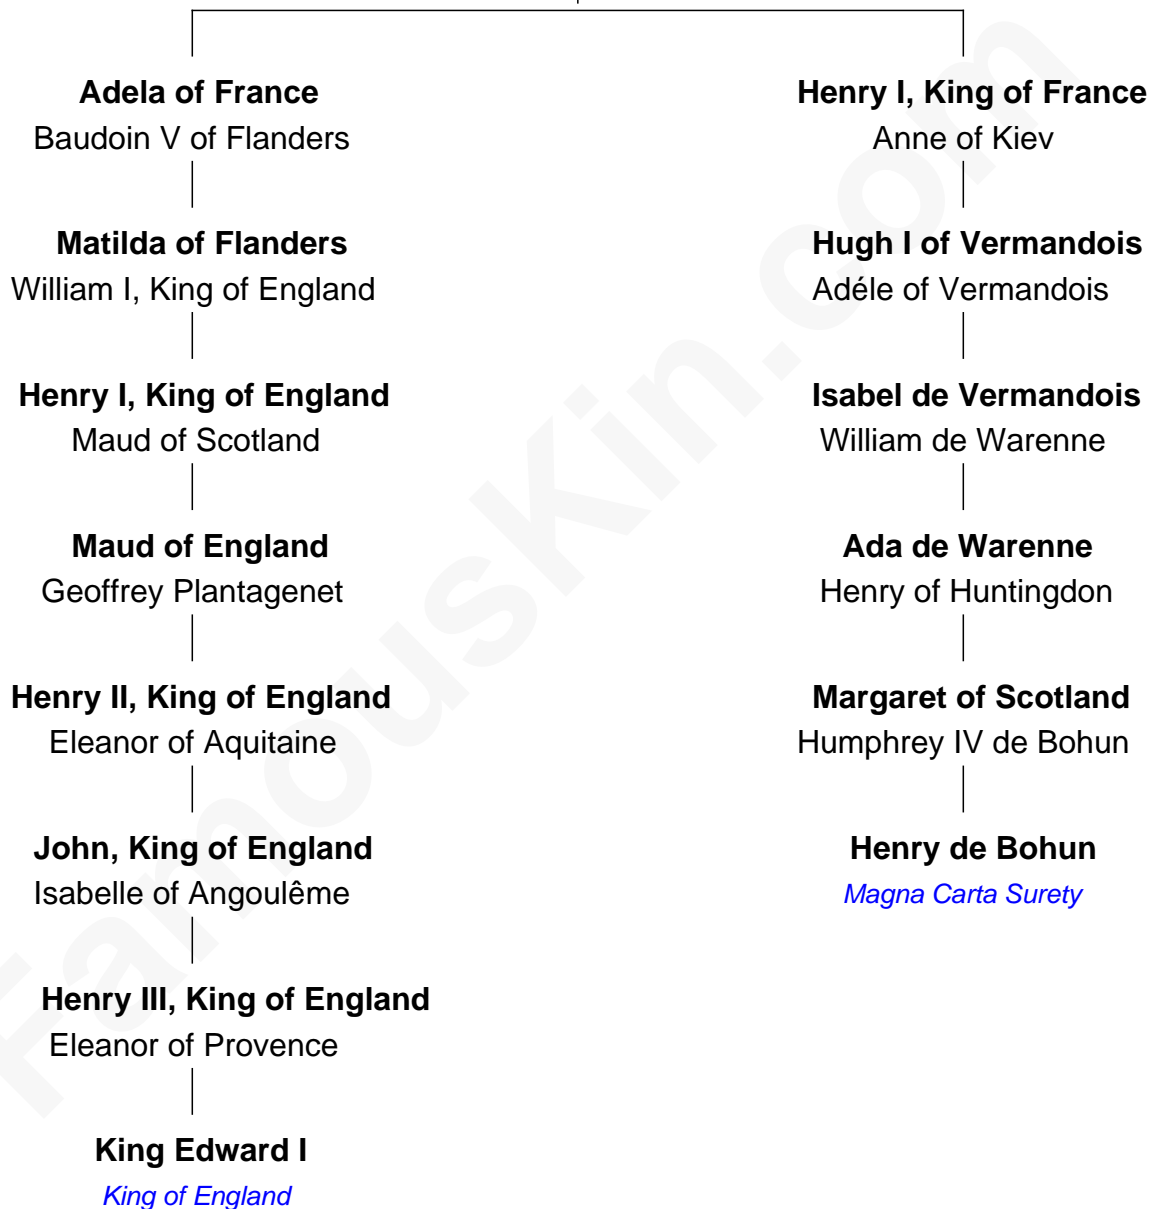 Adela of France
Baudoin V of Flanders
Matilda of Flanders
William I, King of England
Henry I, King of England
Maud of Scotland
Maud of England
Geoffrey Plantagenet
Henry II, King of England
Eleanor of Aquitaine
John, King of England
Isabelle of Angoulême
Henry III, King of England
Eleanor of Provence
King Edward I
King of England
Henry I, King of France
Anne of Kiev
Hugh I of Vermandois
Adéle of Vermandois
Isabel de Vermandois
William de Warenne
Ada de Warenne
Henry of Huntingdon
Margaret of Scotland
Humphrey IV de Bohun
Henry de Bohun
Magna Carta Surety
FamousKin.com